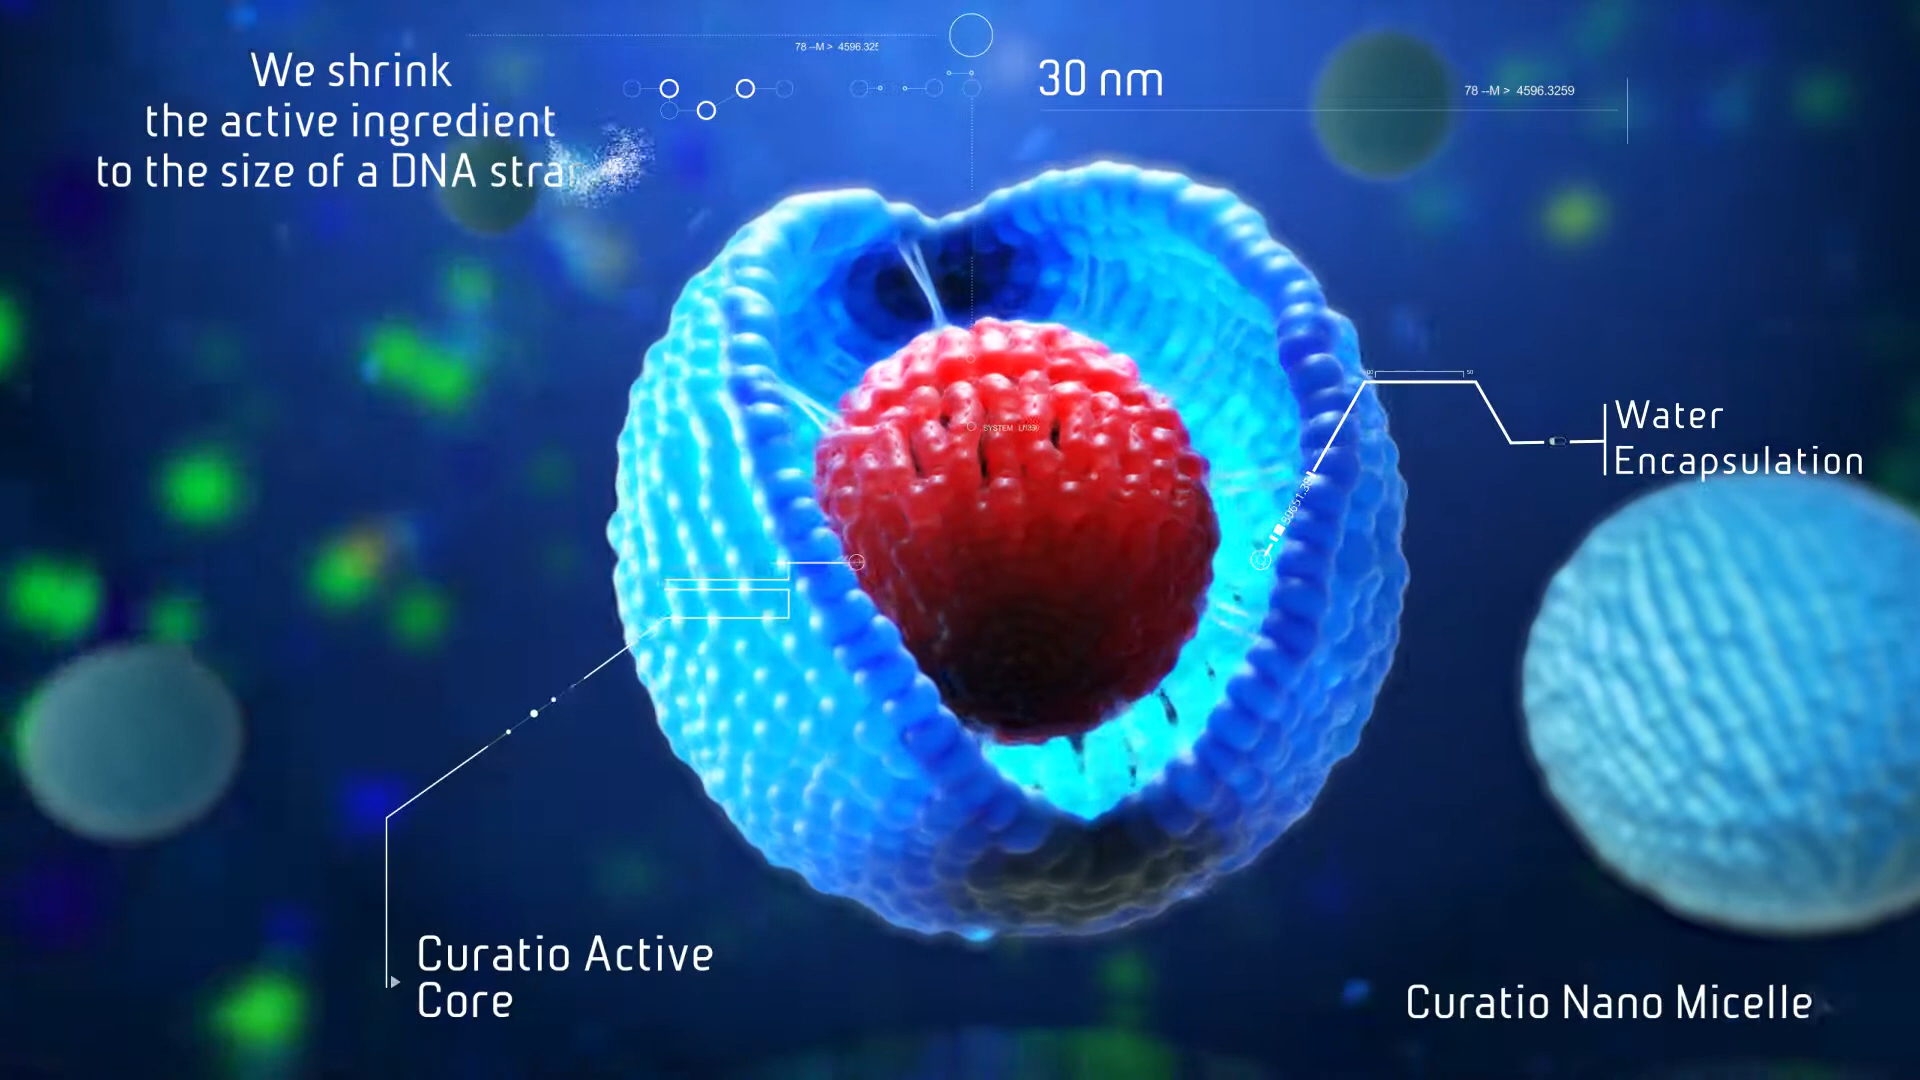 We shrink
the active ingredient
to the size of a DNA stra
78 --M > 4596.325
30 nm
78 --M > 4596.3259
SYSTEM
Water
Encapsulation
Curatio Active
Core
Curatio Nano Micelle